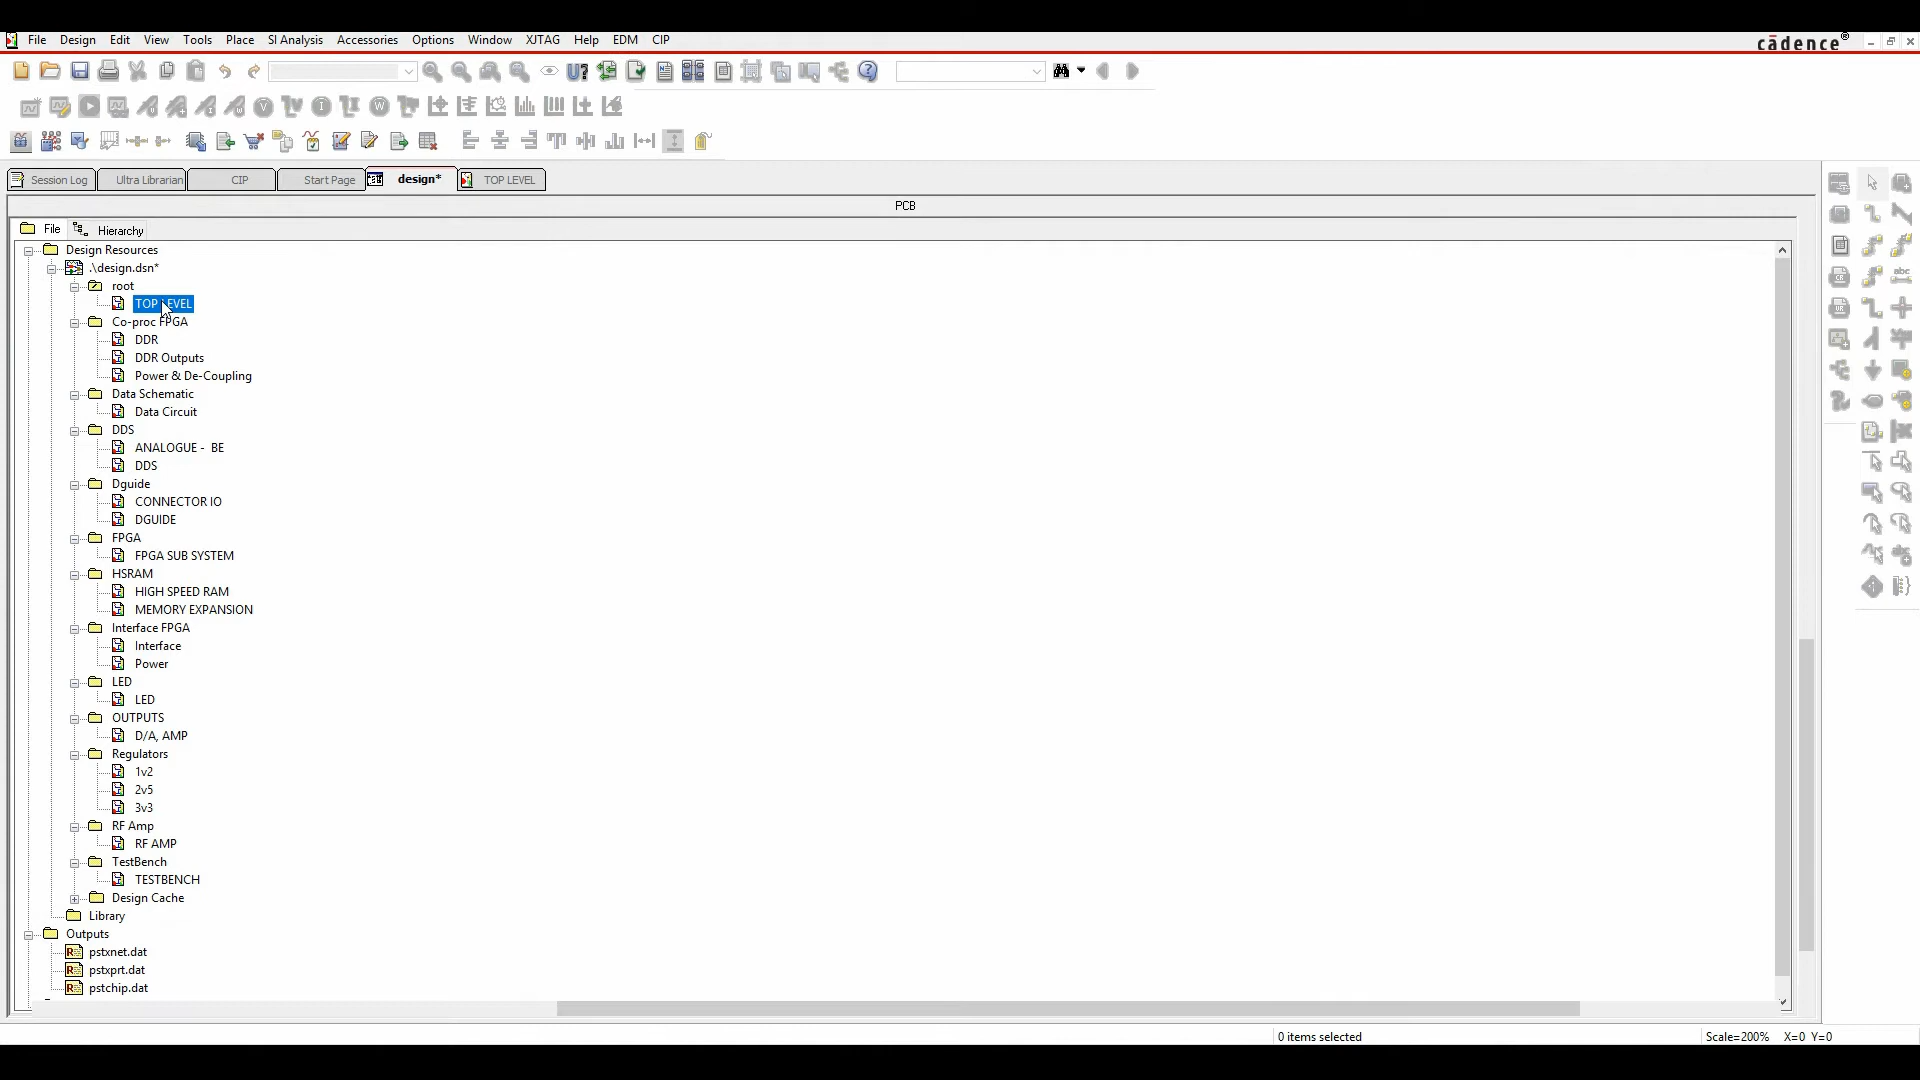 File Design Edit View Tools Place SI Analysis Accessories Options Window XJTAG Help EDM CIP
cādence®
Session Log Ultra Librarian CIP Start Page design* TOP LEVEL
PCB
File Hierarchy
Design Resources
.\design.dsn*
root
TOP LEVEL
Co-proc FPGA
DDR
DDR Outputs
Power & De-Coupling
Data Schematic
Data Circuit
DDS
ANALOGUE - BE
DDS
Dguide
CONNECTOR IO
DGUIDE
FPGA
FPGA SUB SYSTEM
HSRAM
HIGH SPEED RAM
MEMORY EXPANSION
Interface FPGA
Interface
Power
LED
LED
OUTPUTS
D/A, AMP
Regulators
1v2
2v5
3v3
RF Amp
RF AMP
TestBench
TESTBENCH
Design Cache
Library
Outputs
pstxnet.dat
pstxprt.dat
pstchip.dat
0 items selected Scale=200% X=0 Y=0